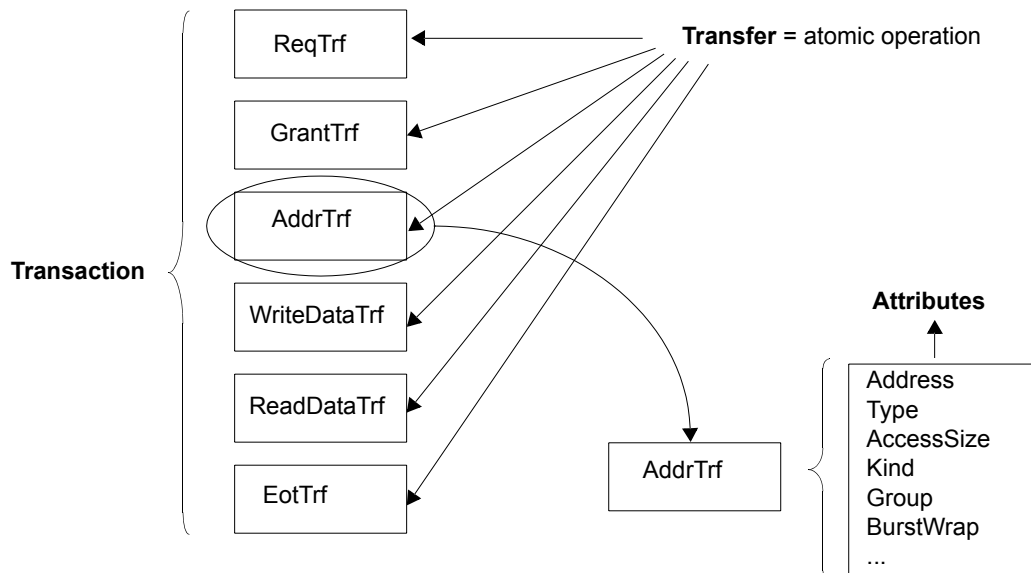 ReqTrf
Transfer = atomic operation
GrantTrf
AddrTrf
Transaction
WriteDataTrf
ReadDataTrf
EotTrf
AddrTrf
Attributes
Address
Type
AccessSize
Kind
Group
BurstWrap
...